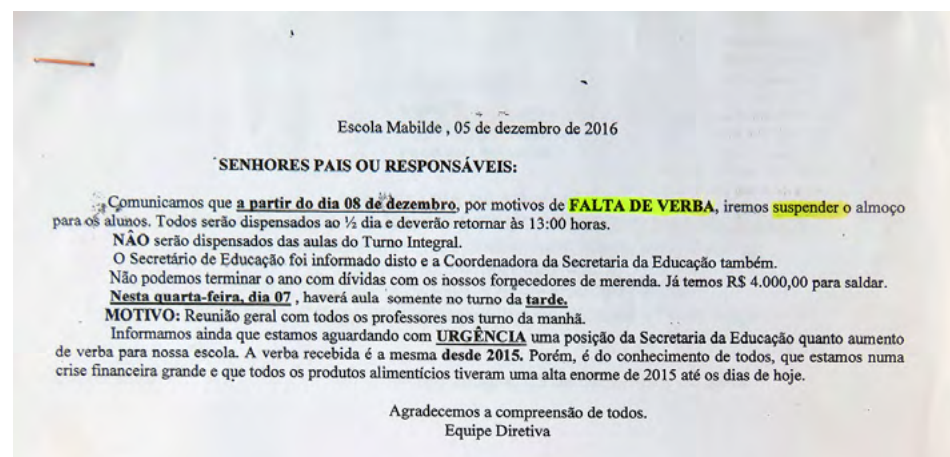 Escola Mabilde , 05 de dezembro de 2016
SENHORES PAIS OU RESPONSÁVEIS:
Comunicamos que a partir do dia 08 de dezembro, por motivos de FALTA DE VERBA, iremos suspender o almoço
para os alunos. Todos serão dispensados ao ½ dia e deverão retornar às 13:00 horas.
NÃO serão dispensados das aulas do Turno Integral.
O Secretário de Educação foi informado disto e a Coordenadora da Secretaria da Educação também.
Não podemos terminar o ano com dívidas com os nossos fornecedores de merenda. Já temos R$ 4.000,00 para saldar.
Nesta quarta-feira, dia 07 , haverá aula somente no turno da tarde.
MOTIVO: Reunião geral com todos os professores nos turno da manhã.
Informamos ainda que estamos aguardando com URGÊNCIA uma posição da Secretaria da Educação quanto aumento
de verba para nossa escola. A verba recebida é a mesma desde 2015. Porém, é do conhecimento de todos, que estamos numa
crise financeira grande e que todos os produtos alimentícios tiveram uma alta enorme de 2015 até os dias de hoje.
Agradecemos a compreensão de todos.
Equipe Diretiva